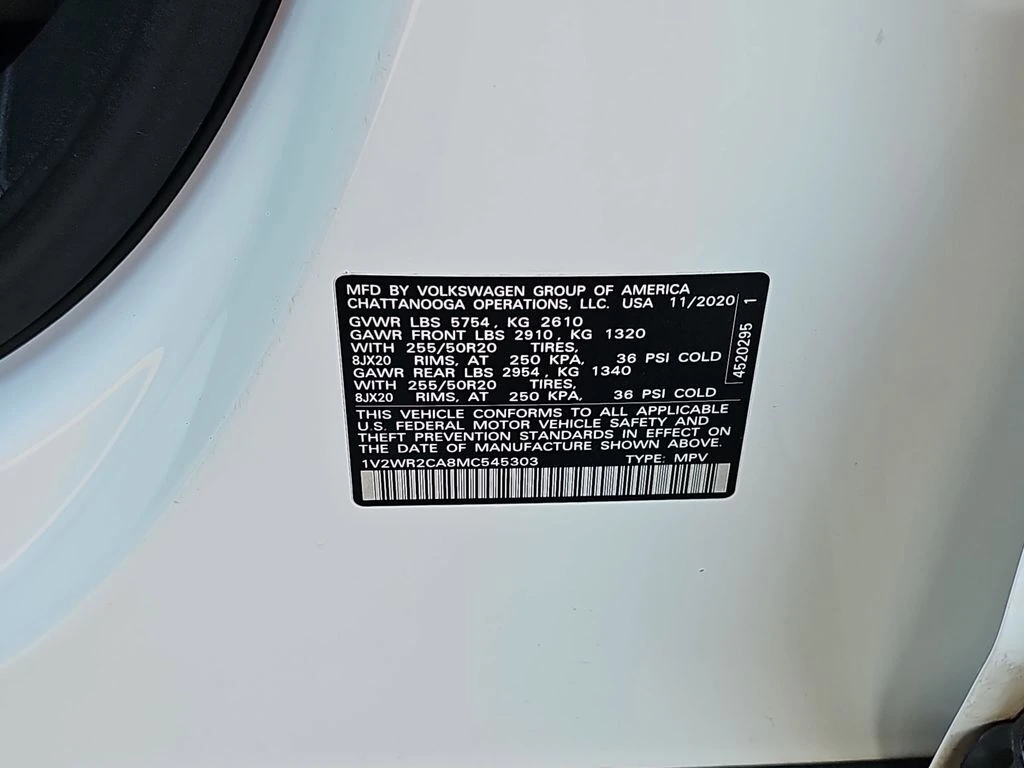 MFD BY VOLKSWAGEN GROUP OF AMERICA
CHATTANOOGA OPERATIONS, LLC. USA 11/2020
GVWR LBS 5754, KG 2610
GAWR FRONT LBS 2910, KG 1320
WITH 255/50R20 TIRES,
8JX20 RIMS, AT 250 KPA, 36 PSI COLD
GAWR REAR LBS 2954, KG 1340
WITH 255/50R20 TIRES,
8JX20 RIMS, AT 250 KPA, 36 PSI COLD
THIS VEHICLE CONFORMS TO ALL APPLICABLE
U.S. FEDERAL MOTOR VEHICLE SAFETY AND
THEFT PREVENTION STANDARDS IN EFFECT ON
THE DATE OF MANUFACTURE SHOWN ABOVE.
1V2WR2CA8MC545303 TYPE: MPV
4520295 1